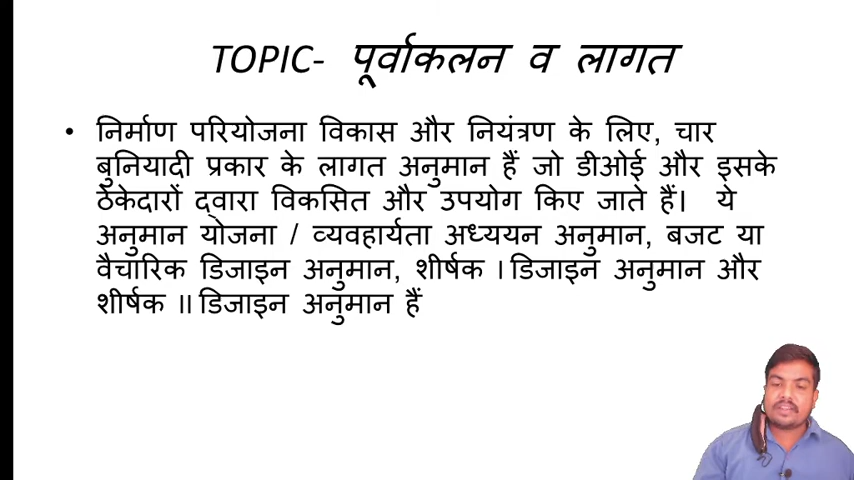 TOPIC- पूर्वाकलन व लागत
• निर्माण परियोजना विकास और नियंत्रण के लिए, चार
बुनियादी प्रकार के लागत अनुमान हैं जो डीओई और इसके
ठेकेदारों द्वारा विकसित और उपयोग किए जाते हैं। ये
अनुमान योजना / व्यवहार्यता अध्ययन अनुमान, बजट या
वैचारिक डिजाइन अनुमान, शीर्षक I डिजाइन अनुमान और
शीर्षक II डिजाइन अनुमान हैं